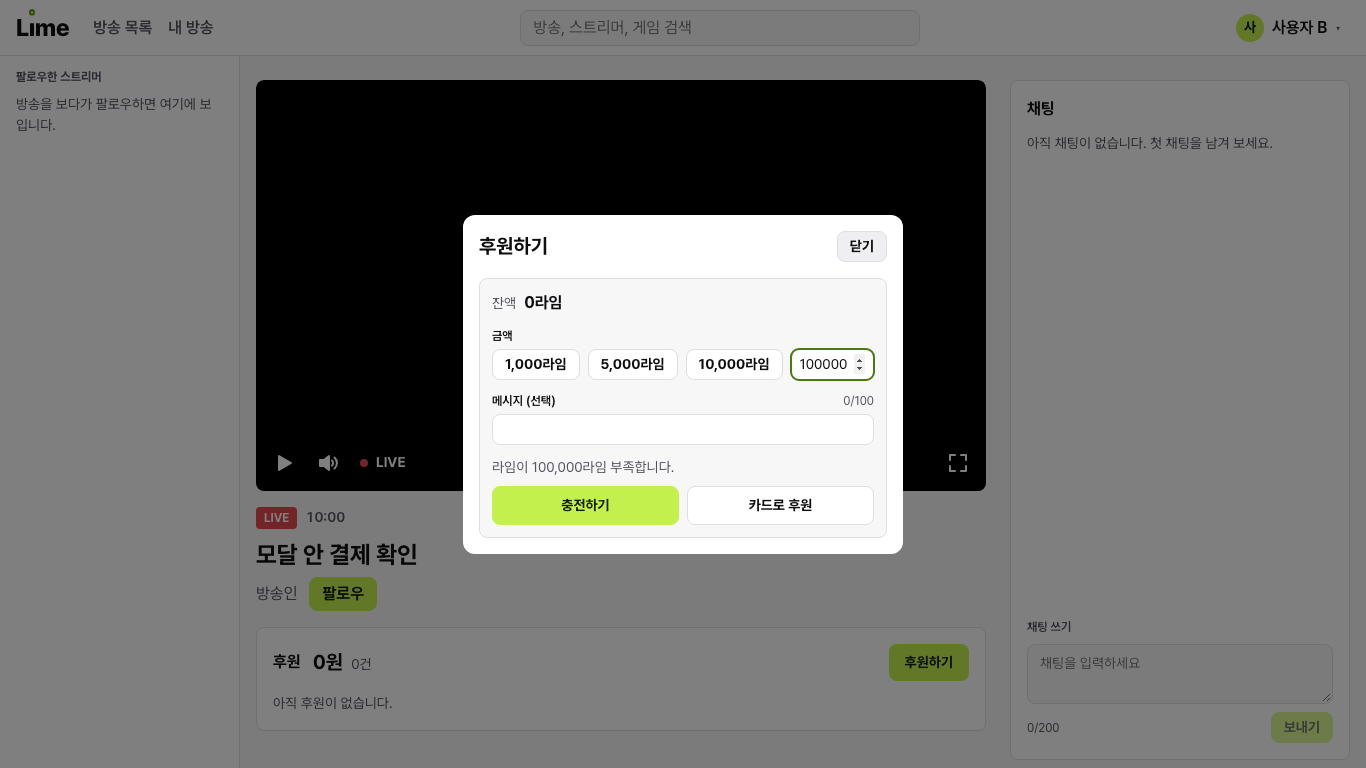 Lime
방송 목록
내 방송
방송, 스트리머, 게임 검색
사
사용자 B
팔로우한 스트리머
방송을 보다가 팔로우하면 여기에 보
입니다.
LIVE
LIVE
10:00
모달 안 결제 확인
방송인
팔로우
후원
0원
0건
후원하기
아직 후원이 없습니다.
후원하기
닫기
잔액 0라임
금액
1,000라임
5,000라임
10,000라임
100000
메시지 (선택)
0/100
라임이 100,000라임 부족합니다.
충전하기
카드로 후원
채팅
아직 채팅이 없습니다. 첫 채팅을 남겨 보세요.
채팅 쓰기
채팅을 입력하세요
0/200
보내기